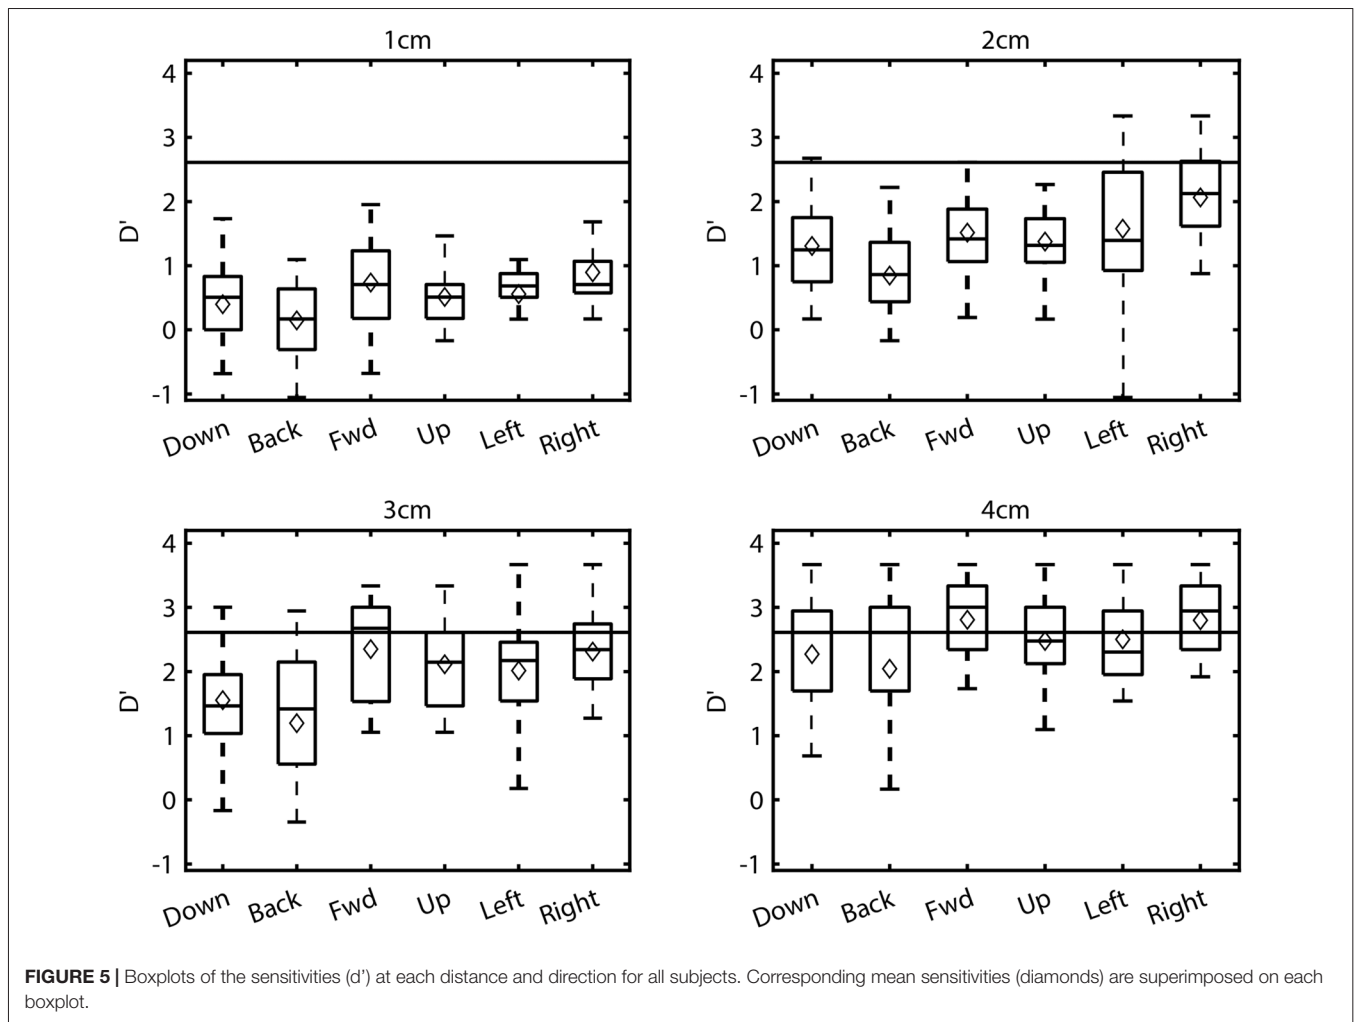 1cm
4
3
2
1
0
-1
D'
Down Back Fwd Up Left Right
2cm
4
3
2
1
0
-1
D'
Down Back Fwd Up Left Right
3cm
4
3
2
1
0
-1
D'
Down Back Fwd Up Left Right
4cm
4
3
2
1
0
-1
D'
Down Back Fwd Up Left Right
FIGURE 5 | Boxplots of the sensitivities (d’) at each distance and direction for all subjects. Corresponding mean sensitivities (diamonds) are superimposed on each
boxplot.